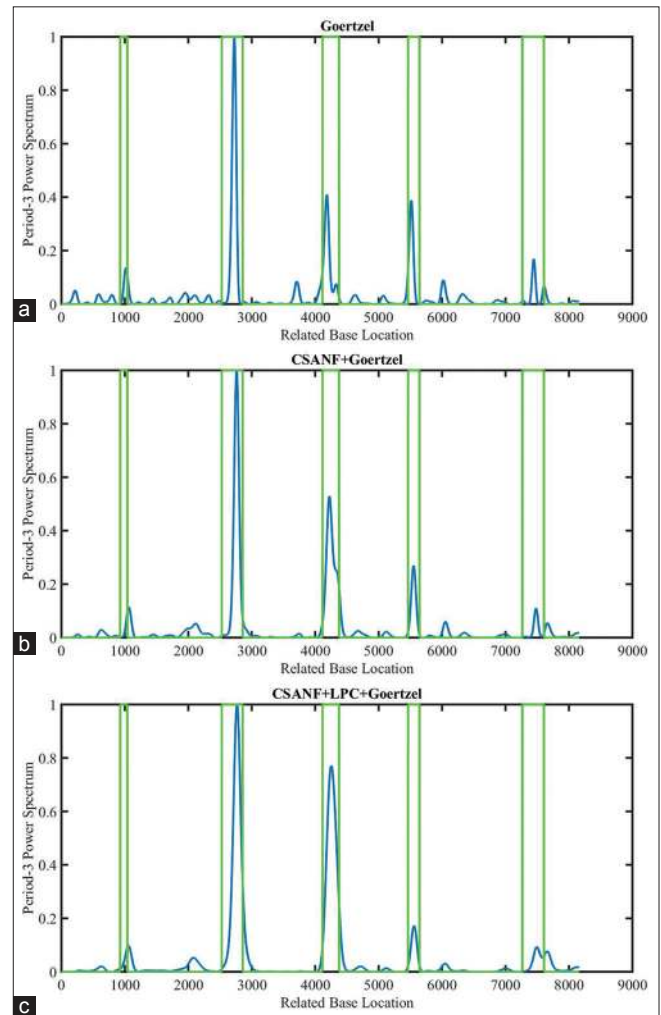 Goertzel
1
0.8
0.6
0.4
0.2
0
Period-3 Power Spectrum
0 1000 2000 3000 4000 5000 6000 7000 8000 9000
Related Base Location
a
CSANF+Goertzel
1
0.8
0.6
0.4
0.2
0
Period-3 Power Spectrum
0 1000 2000 3000 4000 5000 6000 7000 8000 9000
Related Base Location
b
CSANF+LPC+Goertzel
1
0.8
0.6
0.4
0.2
0
Period-3 Power Spectrum
0 1000 2000 3000 4000 5000 6000 7000 8000 9000
Related Base Location
c